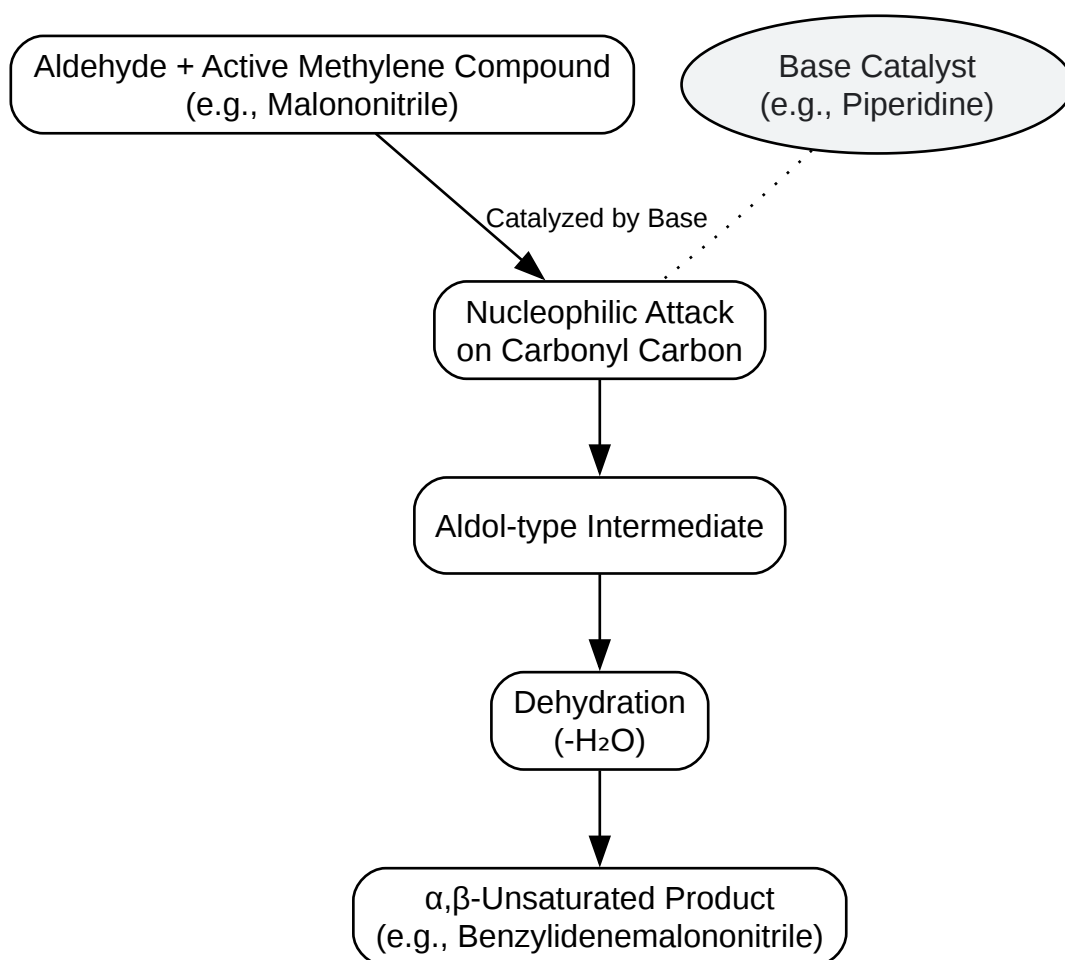 Aldehyde + Active Methylene Compound
(e.g., Malononitrile)
Base Catalyst
(e.g., Piperidine)
Catalyzed by Base
Nucleophilic Attack
on Carbonyl Carbon
Aldol-type Intermediate
Dehydration
(-H₂O)
α,β-Unsaturated Product
(e.g., Benzylidenemalononitrile)